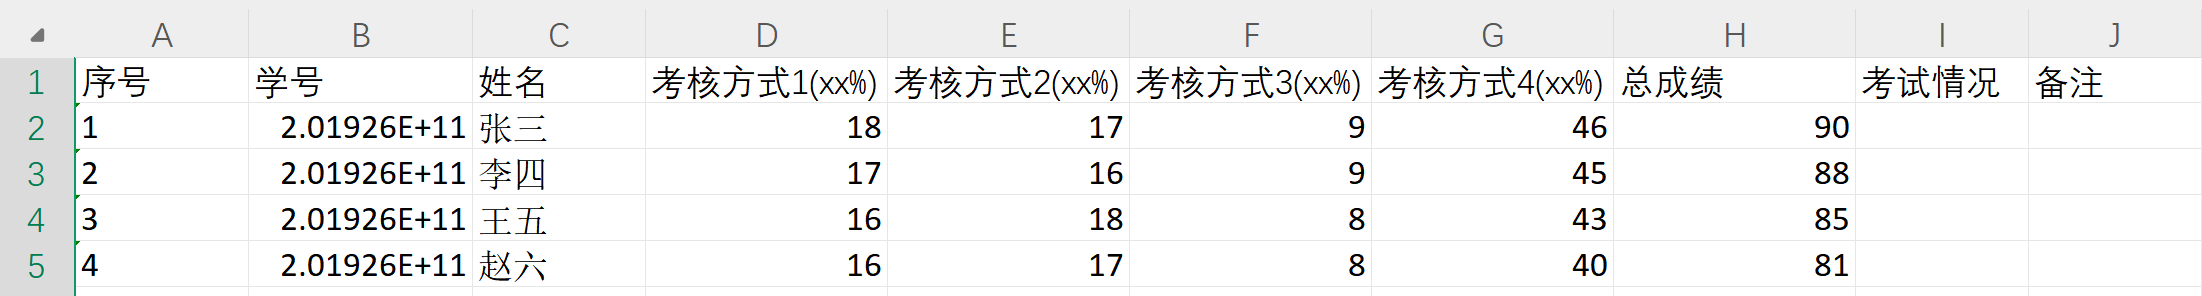 A B C D E F G H I J
1 序号 学号 姓名 考核方式1(xx%) 考核方式2(xx%) 考核方式3(xx%) 考核方式4(xx%) 总成绩 考试情况 备注
2 1 2.01926E+11 张三 18 17 9 46 90
3 2 2.01926E+11 李四 17 16 9 45 88
4 3 2.01926E+11 王五 16 18 8 43 85
5 4 2.01926E+11 赵六 16 17 8 40 81